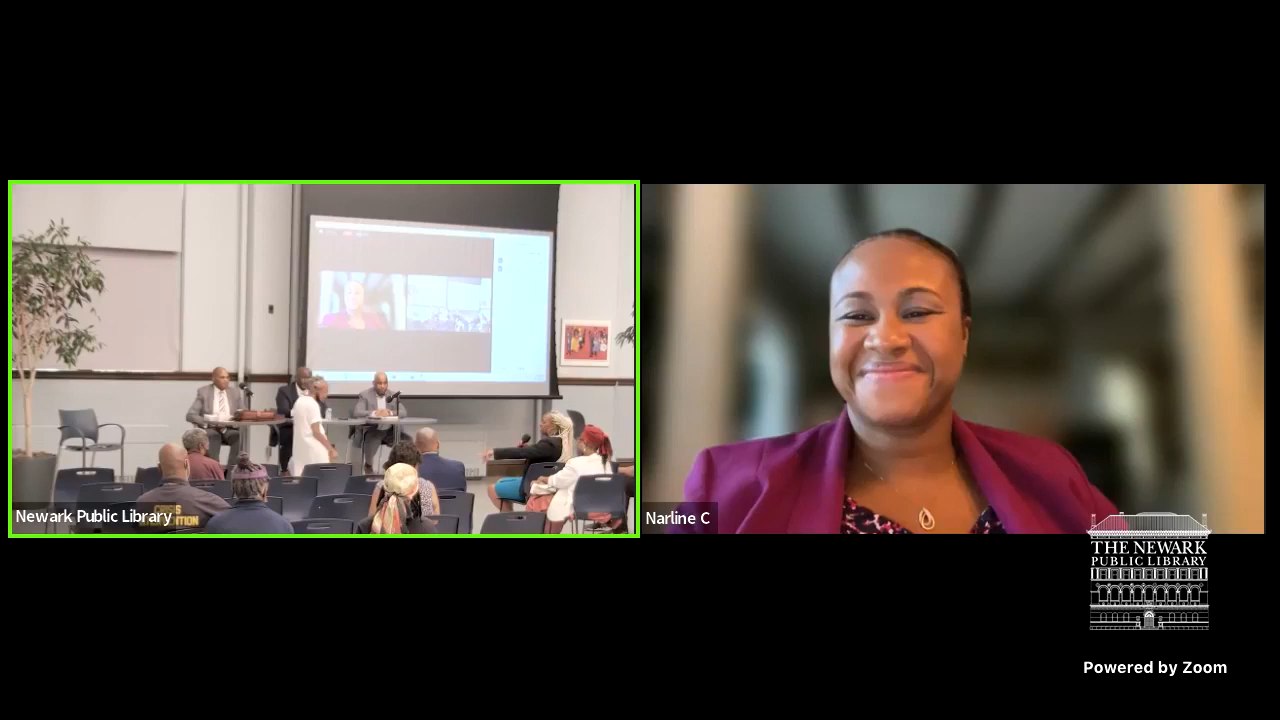 Newark Public Library
Narline C
THE NEWARK
PUBLIC LIBRARY
Powered by Zoom